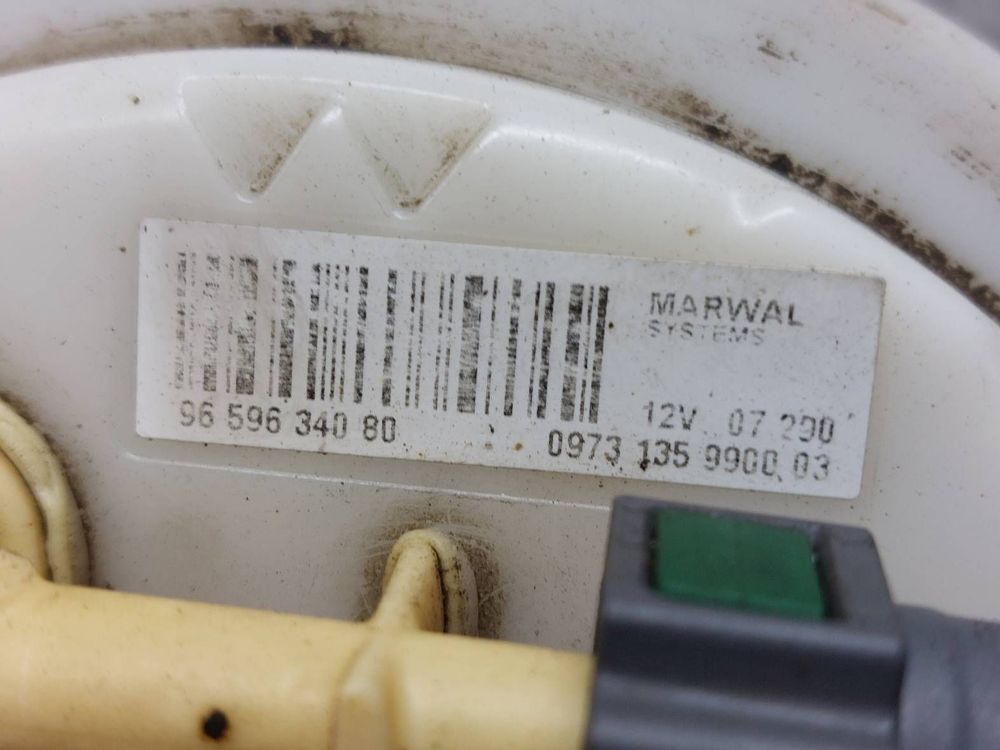 MARWAL
SYSTEMS
12V 07 290
96 596 340 80
0973 135 9900 03